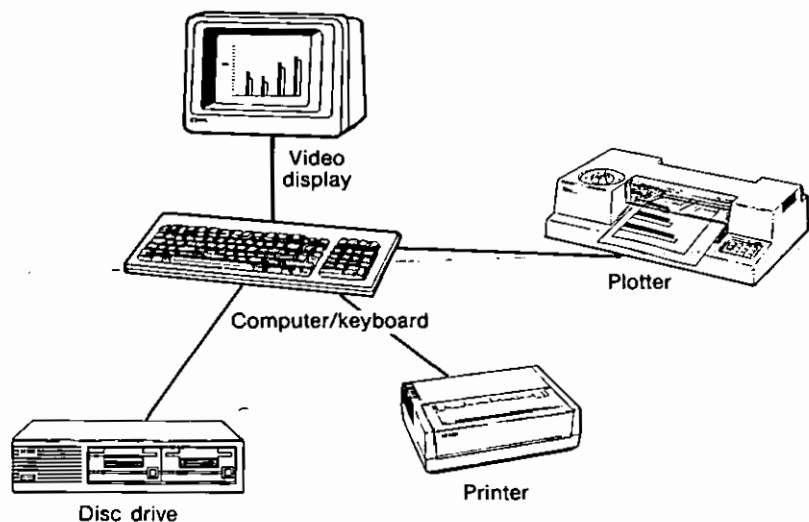 Video
display
Plotter
Computer/keyboard
Printer
Disc drive